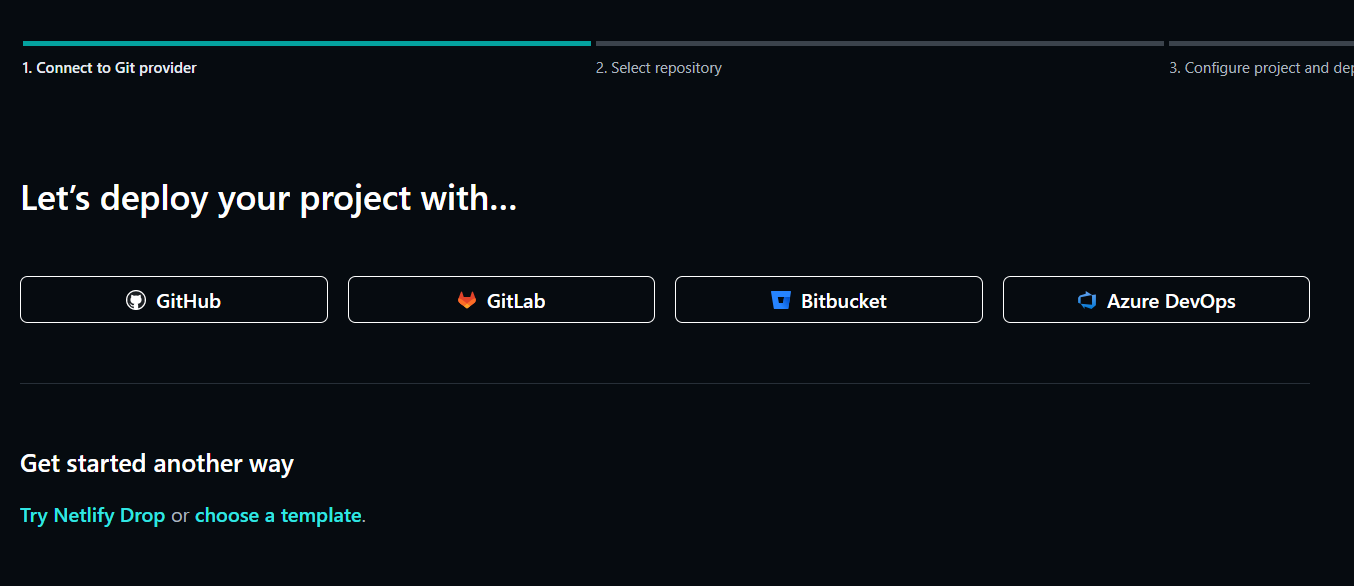 1. Connect to Git provider
2. Select repository
3. Configure project and dep
Let’s deploy your project with…
GitHub
GitLab
Bitbucket
Azure DevOps
Get started another way
Try Netlify Drop or choose a template.